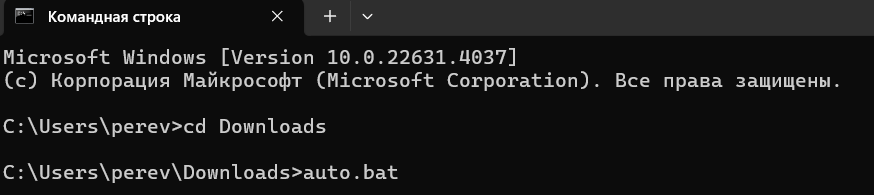 Командная строка
Microsoft Windows [Version 10.0.22631.4037]
(c) Корпорация Майкрософт (Microsoft Corporation). Все права защищены.
C:\Users\perev>cd Downloads
C:\Users\perev\Downloads>auto.bat